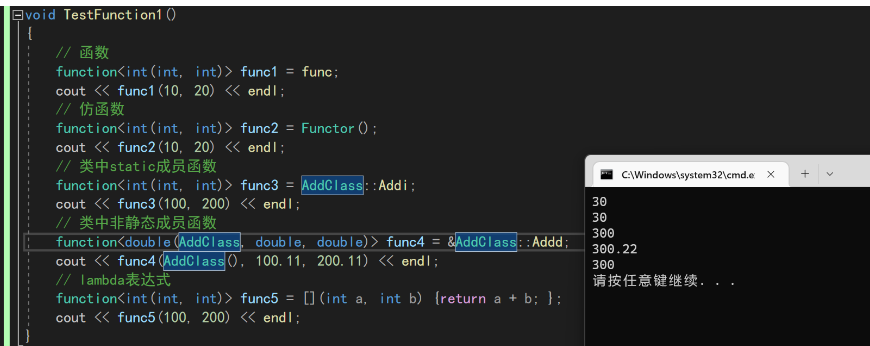 void TestFunction1()
{
// 函数
function<int(int, int)> func1 = func;
cout << func1(10, 20) << endl;
// 仿函数
function<int(int, int)> func2 = Functor();
cout << func2(10, 20) << endl;
// 类中static成员函数
function<int(int, int)> func3 = AddClass::Addi;
cout << func3(100, 200) << endl;
// 类中非静态成员函数
function<double(AddClass, double, double)> func4 = &AddClass::Addd;
cout << func4(AddClass(), 100.11, 200.11) << endl;
// lambda表达式
function<int(int, int)> func5 = [](int a, int b) {return a + b; };
cout << func5(100, 200) << endl;
}
C:\Windows\system32\cmd.e
30
30
300
300.22
300
请按任意键继续. . .